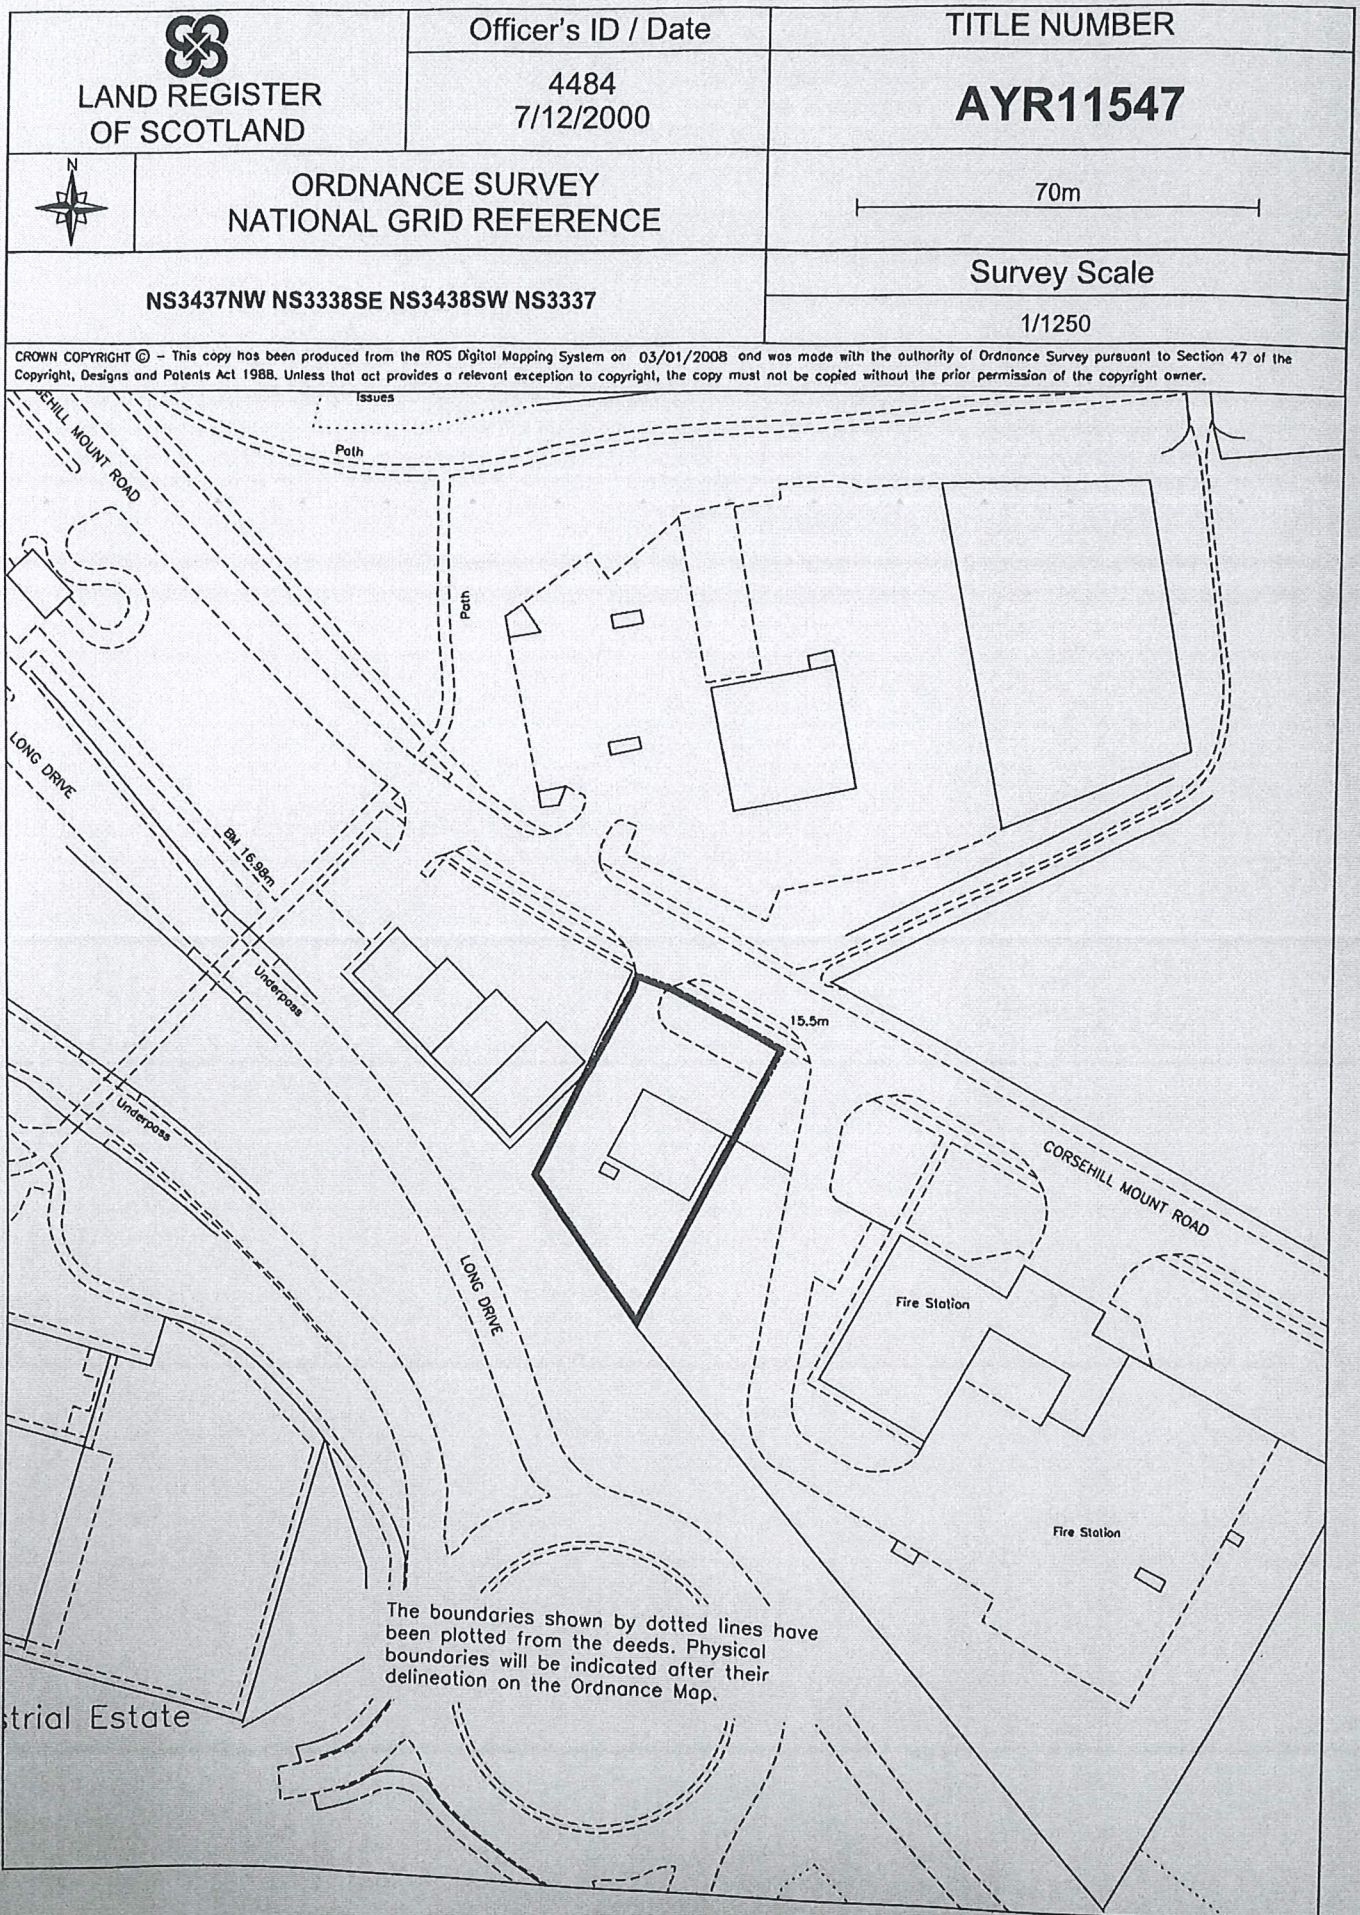 LAND REGISTER
OF SCOTLAND
Officer's ID / Date
4484
7/12/2000
TITLE NUMBER
AYR11547
N
ORDNANCE SURVEY
NATIONAL GRID REFERENCE
70m
NS3437NW NS3338SE NS3438SW NS3337
Survey Scale
1/1250
CROWN COPYRIGHT © – This copy has been produced from the ROS Digital Mapping System on 03/01/2008 and was made with the authority of Ordnance Survey pursuant to Section 47 of the
Copyright, Designs and Patents Act 1988. Unless that act provides a relevant exception to copyright, the copy must not be copied without the prior permission of the copyright owner.
Issues
SEHILL MOUNT ROAD
Path
Path
LONG DRIVE
BM 16.98m
Underpass
15.5m
Underpass
CORSEHILL MOUNT ROAD
LONG DRIVE
Fire Station
Fire Station
The boundaries shown by dotted lines have
been plotted from the deeds. Physical
boundaries will be indicated after their
delineation on the Ordnance Map.
strial Estate